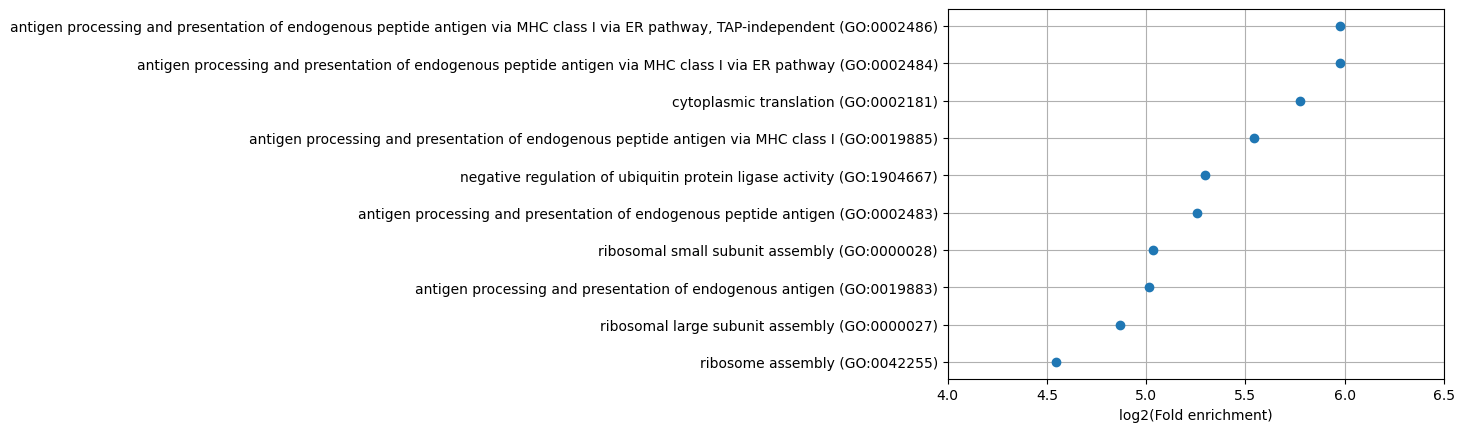 antigen processing and presentation of endogenous peptide antigen via MHC class I via ER pathway, TAP-independent (GO:0002486)
antigen processing and presentation of endogenous peptide antigen via MHC class I via ER pathway (GO:0002484)
cytoplasmic translation (GO:0002181)
antigen processing and presentation of endogenous peptide antigen via MHC class I (GO:0019885)
negative regulation of ubiquitin protein ligase activity (GO:1904667)
antigen processing and presentation of endogenous peptide antigen (GO:0002483)
ribosomal small subunit assembly (GO:0000028)
antigen processing and presentation of endogenous antigen (GO:0019883)
ribosomal large subunit assembly (GO:0000027)
ribosome assembly (GO:0042255)
4.0 4.5 5.0 5.5 6.0 6.5
log2(Fold enrichment)